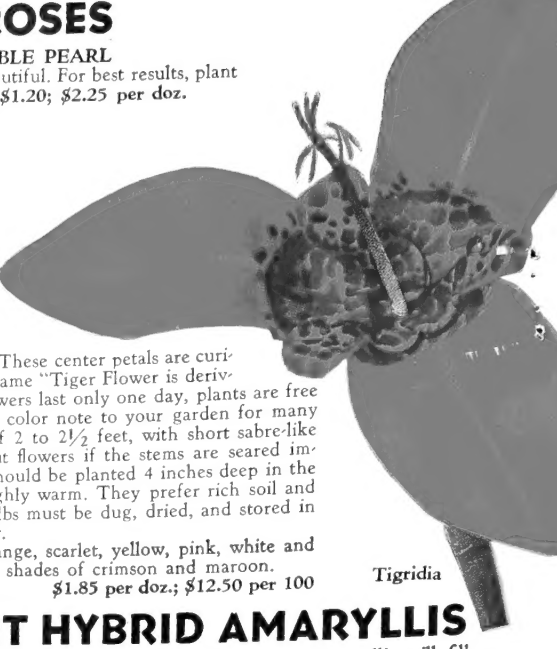 OSES
BLE PEARL
utiful. For best results, plant
$1.20; $2.25 per doz.
These center petals are curi-
ame "Tiger Flower is deriv-
wers last only one day, plants are free
color note to your garden for many
f 2 to 2½ feet, with short sabre-like
t flowers if the stems are seared im-
hould be planted 4 inches deep in the
ghly warm. They prefer rich soil and
lbs must be dug, dried, and stored in
nge, scarlet, yellow, pink, white and
shades of crimson and maroon.
$1.85 per doz.; $12.50 per 100
Tigridia
T HYBRID AMARYLLIS